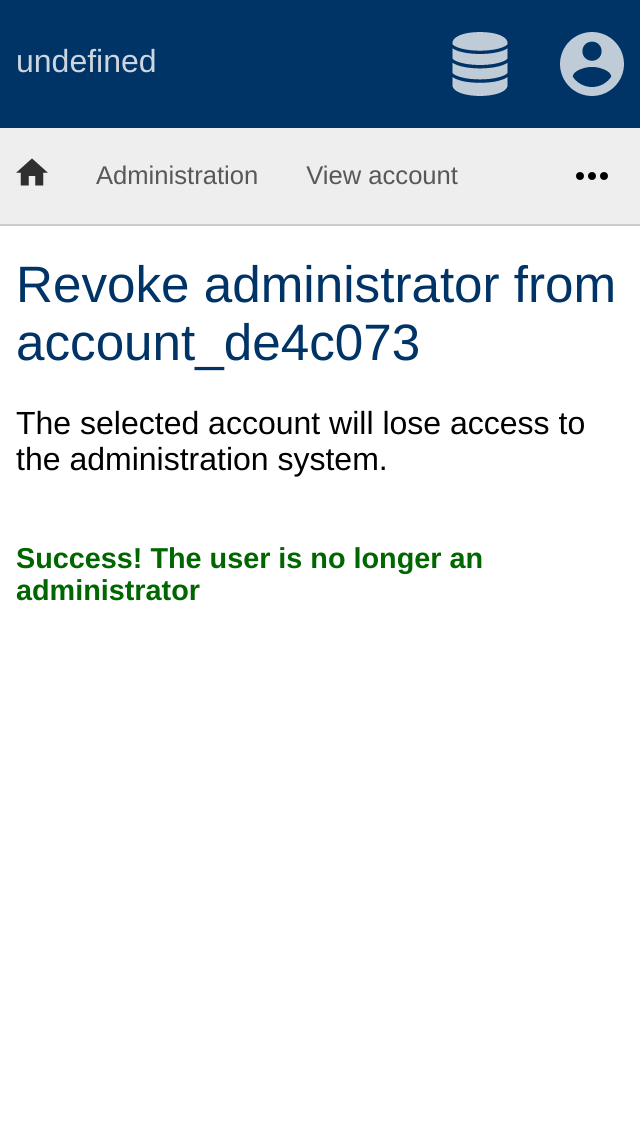 undefined
Administration
View account
Revoke administrator from
account_de4c073
The selected account will lose access to
the administration system.
Success! The user is no longer an
administrator